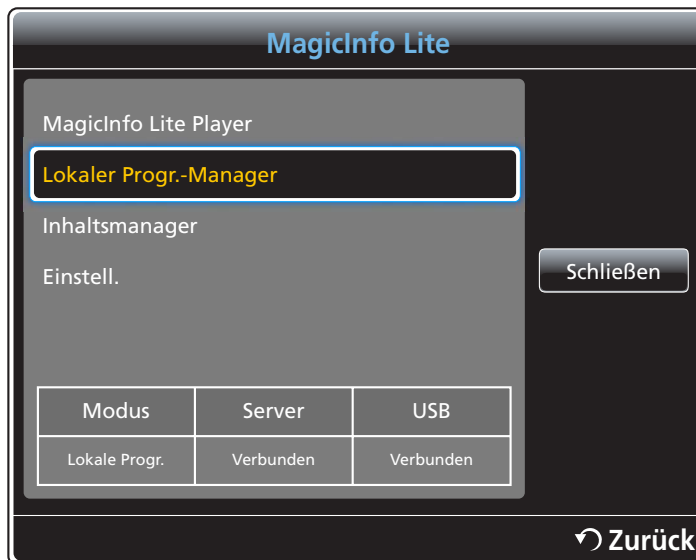 MagicInfo Lite
MagicInfo Lite Player
Lokaler Progr.-Manager
Inhaltsmanager
Einstell.
Schließen
Modus Server USB
Lokale Progr. Verbunden Verbunden
Zurück